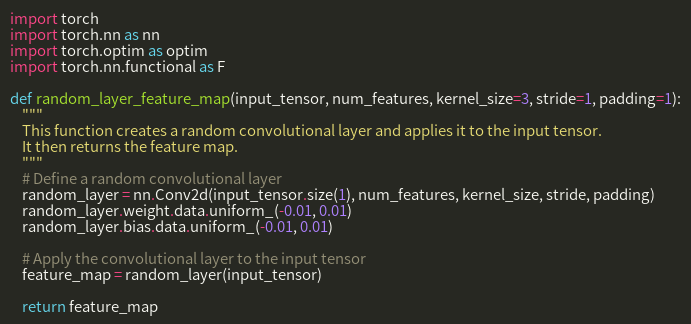 import torch
import torch.nn as nn
import torch.optim as optim
import torch.nn.functional as F

def random_layer_feature_map(input_tensor, num_features, kernel_size=3, stride=1, padding=1):
    """
    This function creates a random convolutional layer and applies it to the input tensor.
    It then returns the feature map.
    """
    # Define a random convolutional layer
    random_layer = nn.Conv2d(input_tensor.size(1), num_features, kernel_size, stride, padding)
    random_layer.weight.data.uniform_(-0.01, 0.01)
    random_layer.bias.data.uniform_(-0.01, 0.01)

    # Apply the convolutional layer to the input tensor
    feature_map = random_layer(input_tensor)

    return feature_map